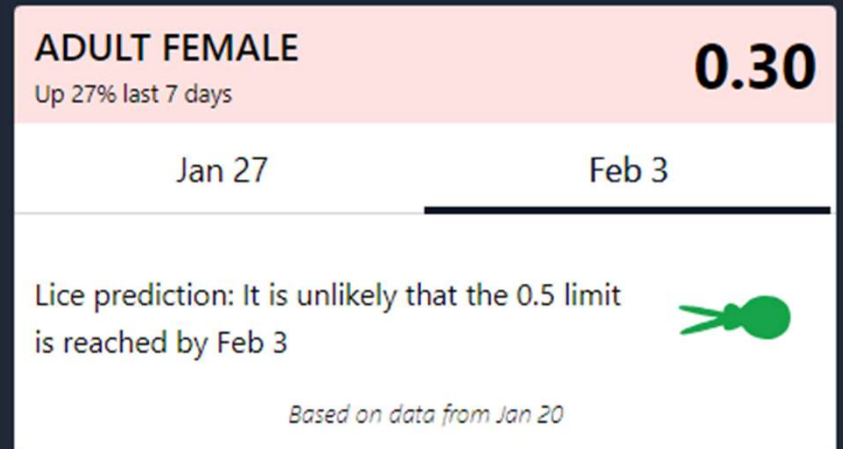 ADULT FEMALE
Up 27% last 7 days
0.30
Jan 27
Feb 3
Lice prediction: It is unlikely that the 0.5 limit
is reached by Feb 3
Based on data from Jan 20